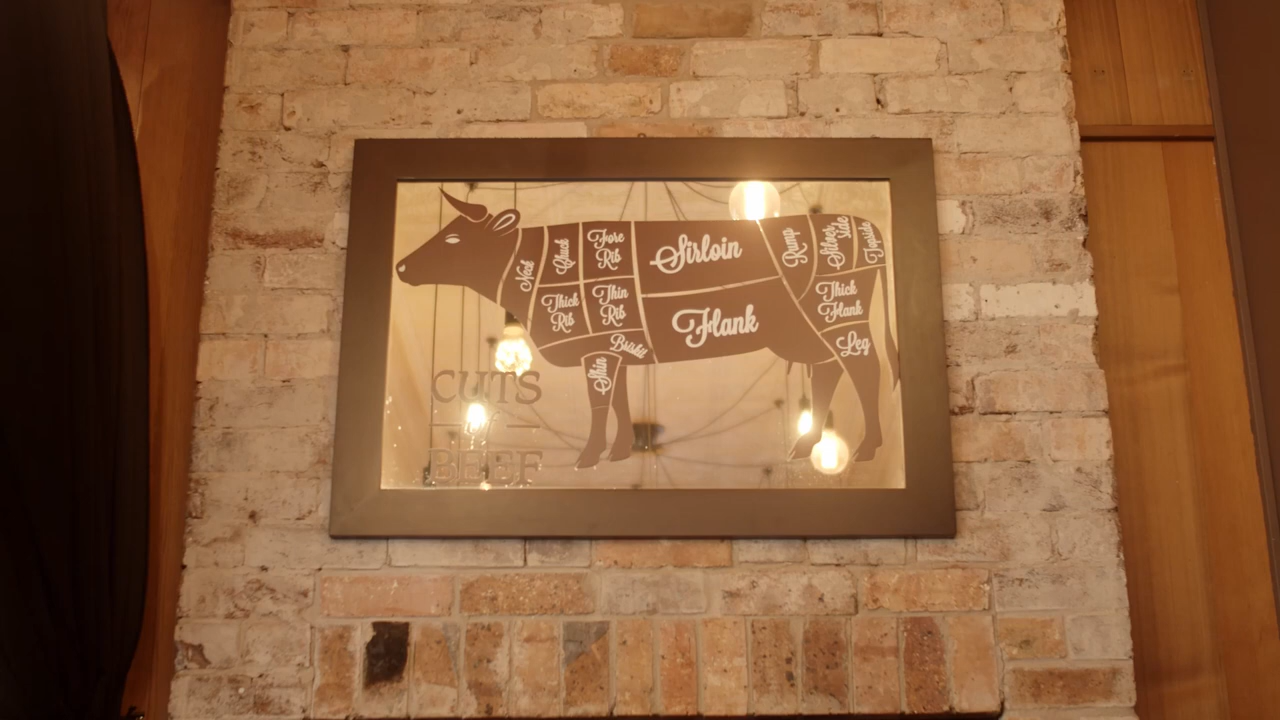 Neck
Chuck
Fore
Rib
Sirloin
Rump
Silver
side
Topside
Thick
Rib
Thin
Rib
Flank
Thick
Flank
Brisket
Leg
Shin
CUTS
of
BEEF